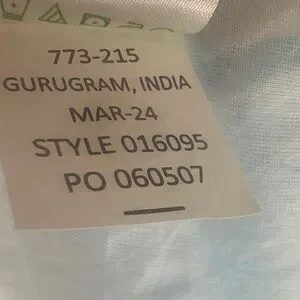 773-215
GURUGRAM, INDIA
MAR-24
STYLE 016095
PO 060507